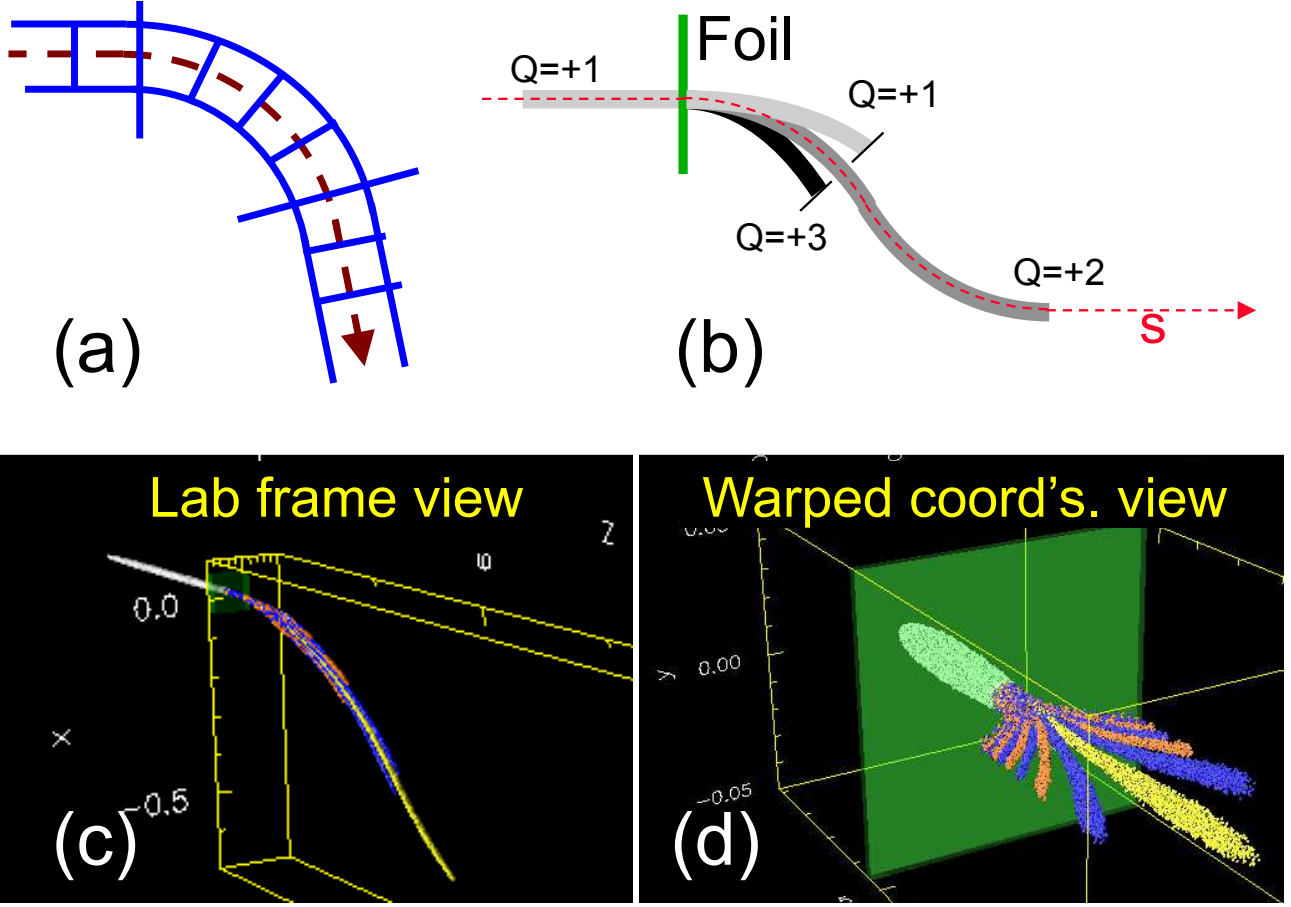 (a)
Foil
Q=+1
Q=+1
Q=+3
Q=+2
s
(b)
Lab frame view
Z
0.0
x
-0.5
(c)
Warped coord's. view
y
0.00
-0.05
(d)